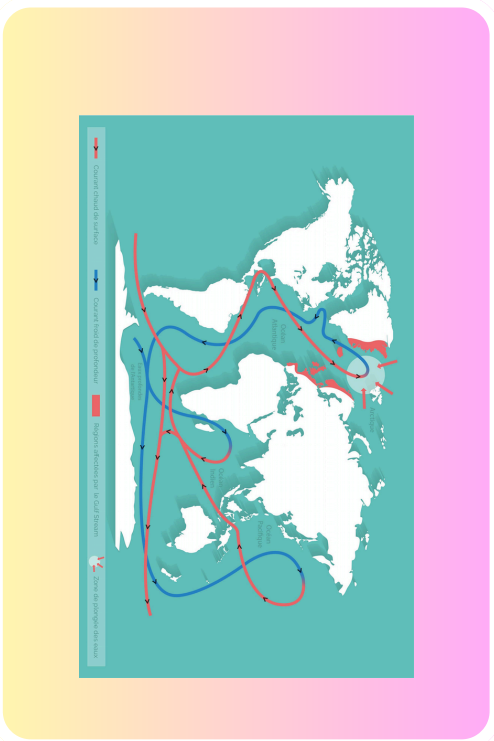 Arctique
Océan
Atlantique
Océan
Pacifique
Océan
Indien
Courant chaud de surface
Courant froid de profondeur
Régions affectées par le Gulf Stream
Zone de plongée des eaux